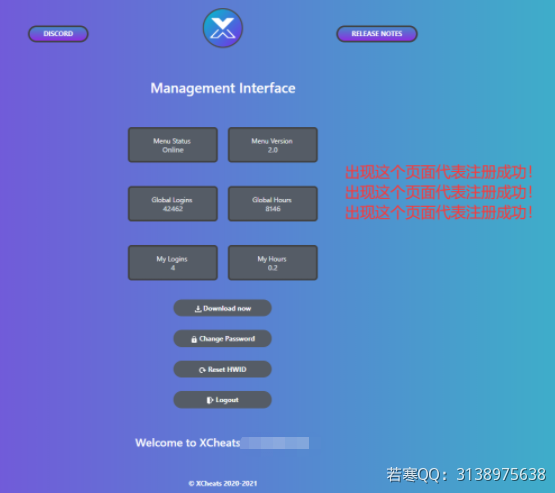 DISCORD
RELEASE NOTES
Management Interface
Menu Status
Online
Menu Version
2.0
Global Logins
42462
Global Hours
8146
My Logins
4
My Hours
0.2
出现这个页面代表注册成功!
出现这个页面代表注册成功!
出现这个页面代表注册成功!
Download now
Change Password
Reset HWID
Logout
Welcome to XCheats
若寒QQ：3138975638
© XCheats 2020-2021